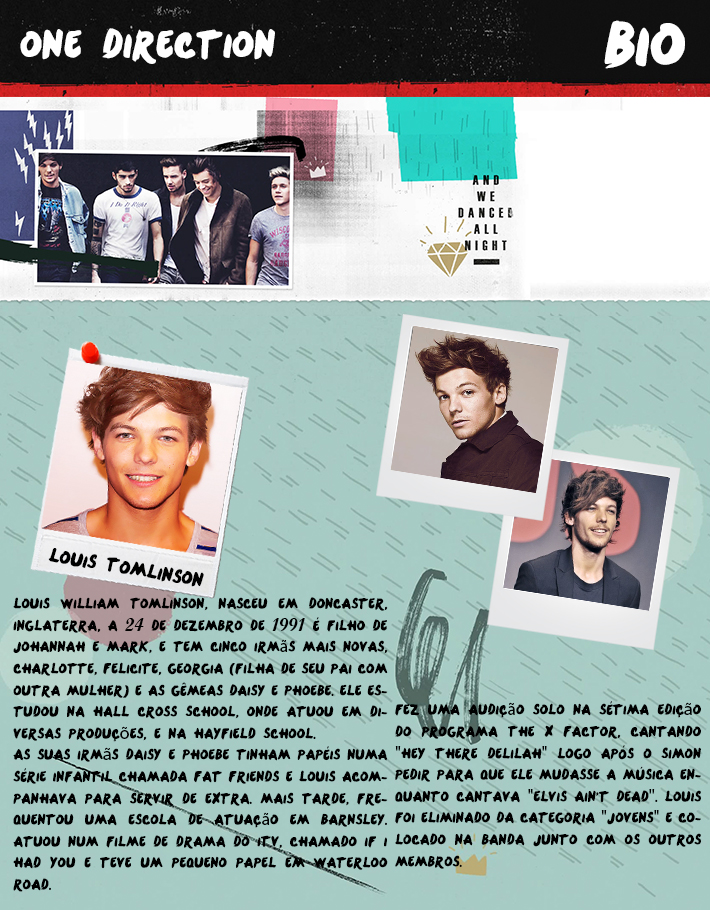 ONE DIRECTION
BIO
AND
WE
DANCED
ALL
NIGHT
LOUIS TOMLINSON
LOUIS WILLIAM TOMLINSON, NASCEU EM DONCASTER,
INGLATERRA, A 24 DE DEZEMBRO DE 1991 É FILHO DE
JOHANNAH E MARK, E TEM CINCO IRMãS MAIS NOVAS,
CHARLOTTE, FELICITE, GEORGIA (FILHA DE SEU PAI COM
OUTRA MULHER) E AS GÊMEAS DAISY E PHOEBE. ELE ES-
TUDOU NA HALL CROSS SCHOOL, ONDE ATUOU EM DI-
VERSAS PRODUÇÕES, E NA HAYFIELD SCHOOL.
AS SUAS IRMãS DAISY E PHOEBE TINHAM PAPÉIS NUMA
SÉRIE INFANTIL CHAMADA FAT FRIENDS E LOUIS ACOM-
PANHAVA PARA SERVIR DE EXTRA. MAIS TARDE, FRE-
QUENTOU UMA ESCOLA DE ATUAÇãO EM BARNSLEY.
ATUOU NUM FILME DE DRAMA DO ITV, CHAMADO IF I
HAD YOU E TEVE UM PEQUENO PAPEL EM WATERLOO
ROAD.
FEZ UMA AUDIÇãO SOLO NA SÉTIMA EDIÇãO
DO PROGRAMA THE X FACTOR, CANTANDO
"HEY THERE DELILAH" LOGO APÓS O SIMON
PEDIR PARA QUE ELE MUDASSE A MÚSICA EN-
QUANTO CANTAVA "ELVIS AIN'T DEAD". LOUIS
FOI ELIMINADO DA CATEGORIA "JOVENS" E CO-
LOCADO NA BANDA JUNTO COM OS OUTROS
MEMBROS.